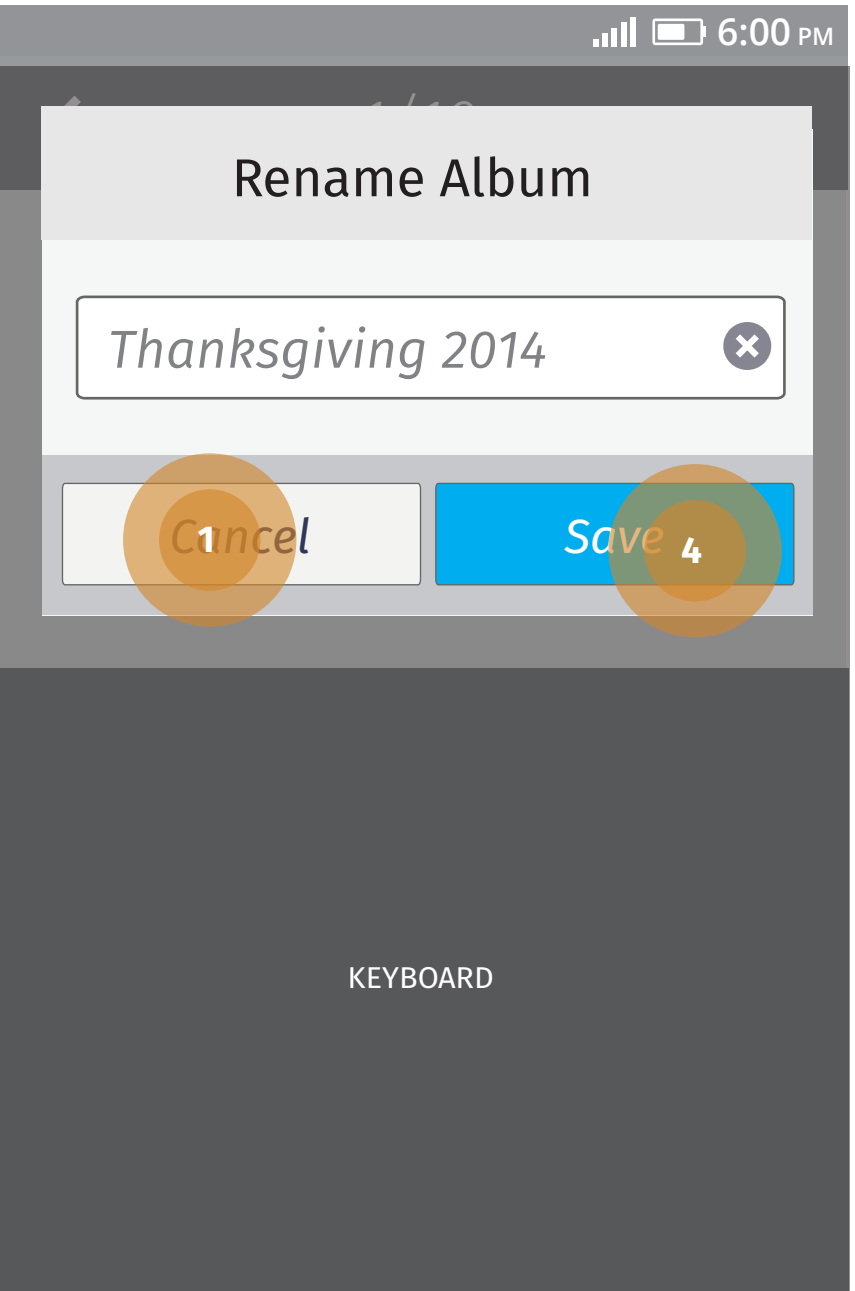 6:00 PM
Rename Album
Thanksgiving 2014
Cancel
1
Save
4
KEYBOARD